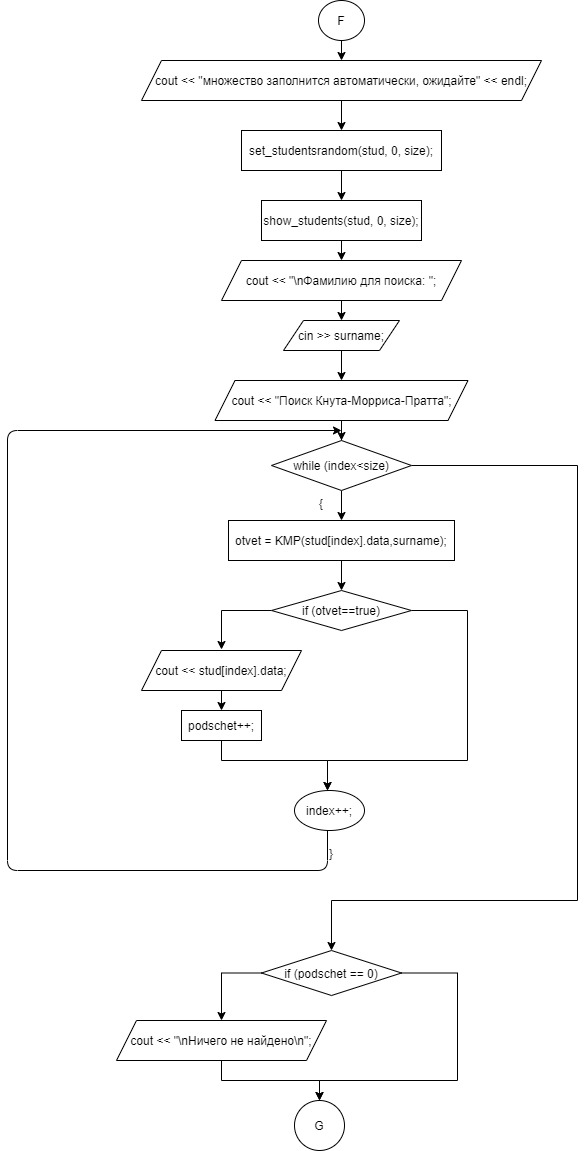 F
cout << "множество заполнится автоматически, ожидайте" << endl;
set_studentsrandom(stud, 0, size);
show_students(stud, 0, size);
cout << "\nФамилию для поиска: ";
cin >> surname;
cout << "Поиск Кнута-Морриса-Пратта";
while (index<size)
{
otvet = KMP(stud[index].data,surname);
if (otvet==true)
cout << stud[index].data;
podschet++;
index++;
}
if (podschet == 0)
cout << "\nНичего не найдено\n";
G